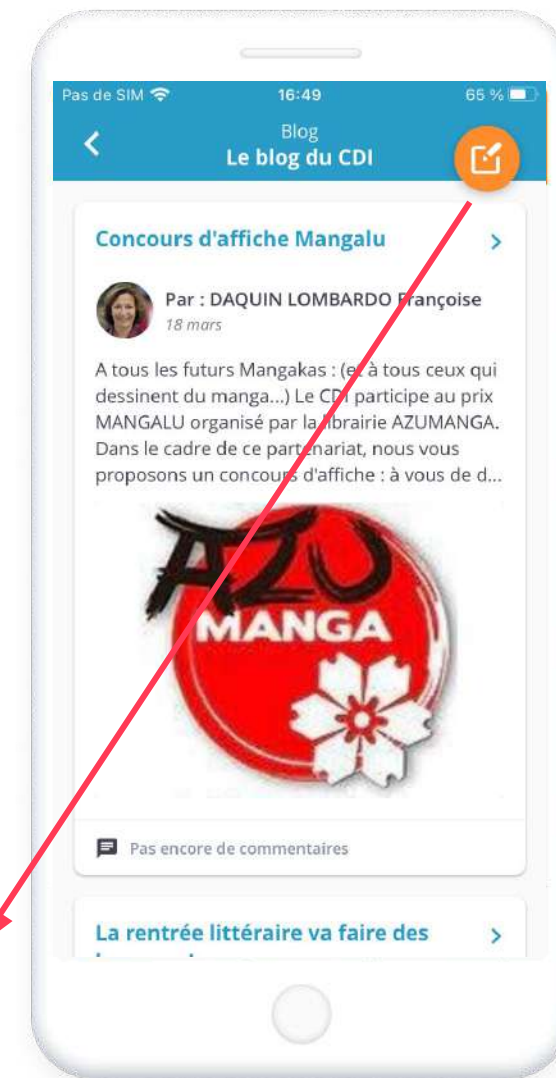 Pas de SIM 16:49 65 %
Blog
Le blog du CDI
Concours d'affiche Mangalu
Par : DAQUIN LOMBARDO Françoise
18 mars
A tous les futurs Mangakas : (et à tous ceux qui
dessinent du manga...) Le CDI participe au prix
MANGALU organisé par la librairie AZUMANGA.
Dans le cadre de ce partenariat, nous vous
proposons un concours d'affiche : à vous de d...
AZU
MANGA
Pas encore de commentaires
La rentrée littéraire va faire des